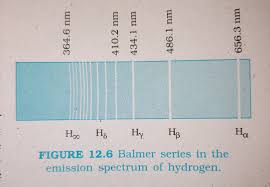 364.6 nm
410.2 nm
434.1 nm
486.1 nm
656.3 nm
H∞ Hδ Hγ Hβ Hα
FIGURE 12.6 Balmer series in the
emission spectrum of hydrogen.